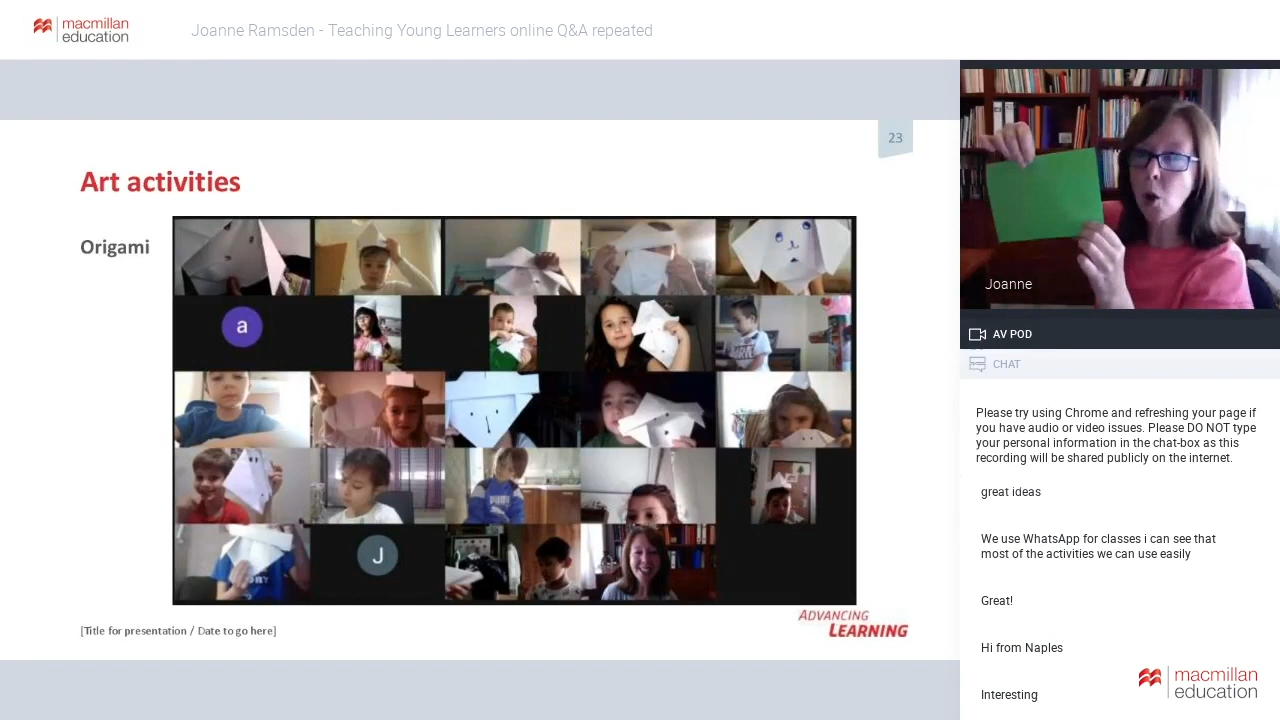 macmillan
education
Joanne Ramsden - Teaching Young Learners online Q&A repeated
23
Art activities
Origami
a
J
[Title for presentation / Date to go here]
ADVANCING
LEARNING
Joanne
AV POD
CHAT
Please try using Chrome and refreshing your page if
you have audio or video issues. Please DO NOT type
your personal information in the chat-box as this
recording will be shared publicly on the internet.
great ideas
We use WhatsApp for classes i can see that
most of the activities we can use easily
Great!
Hi from Naples
Interesting
macmillan
education